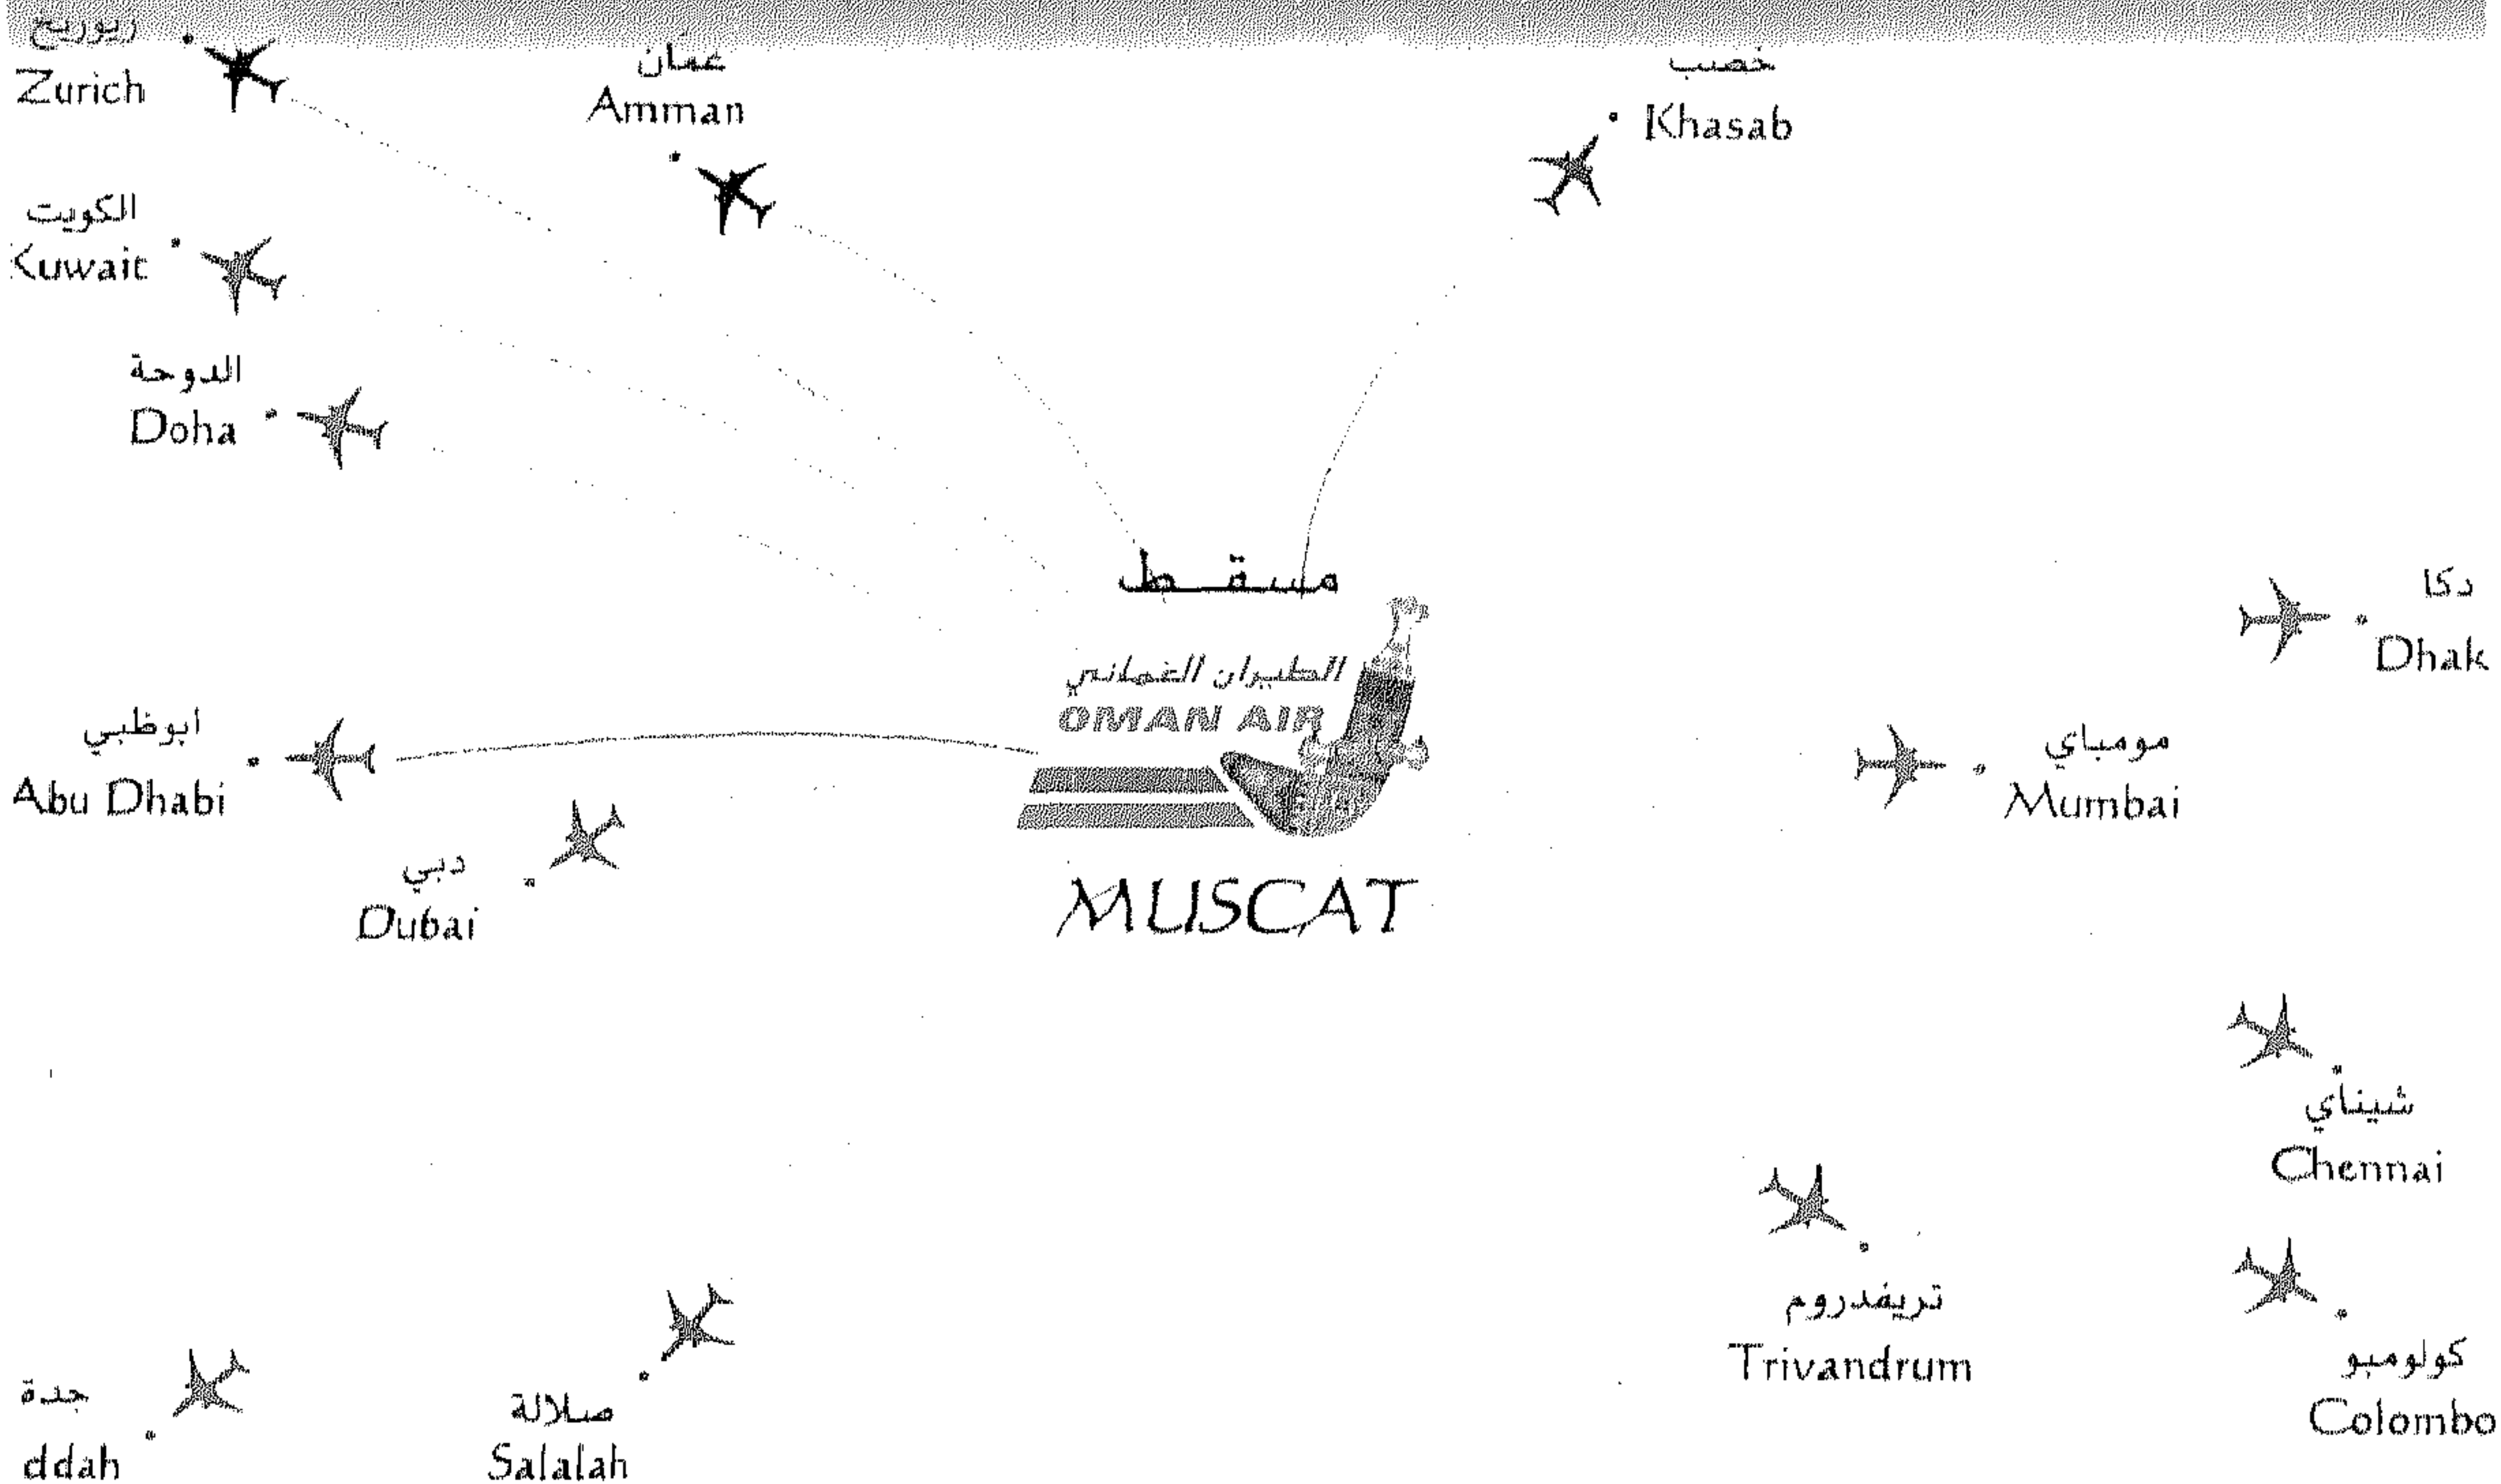 زيوريخ
Zurich
عمان
Amman
خصب
Khasab
الكويت
Kuwait
الدوحة
Doha
مسقط
الطيران العماني
OMAN AIR
MUSCAT
دكا
Dhak
ابوظبي
Abu Dhabi
مومباي
Mumbai
دبي
Dubai
شيناي
Chennai
تريفندروم
Trivandrum
كولومبو
Colombo
جدة
ddah
صلالة
Salalah